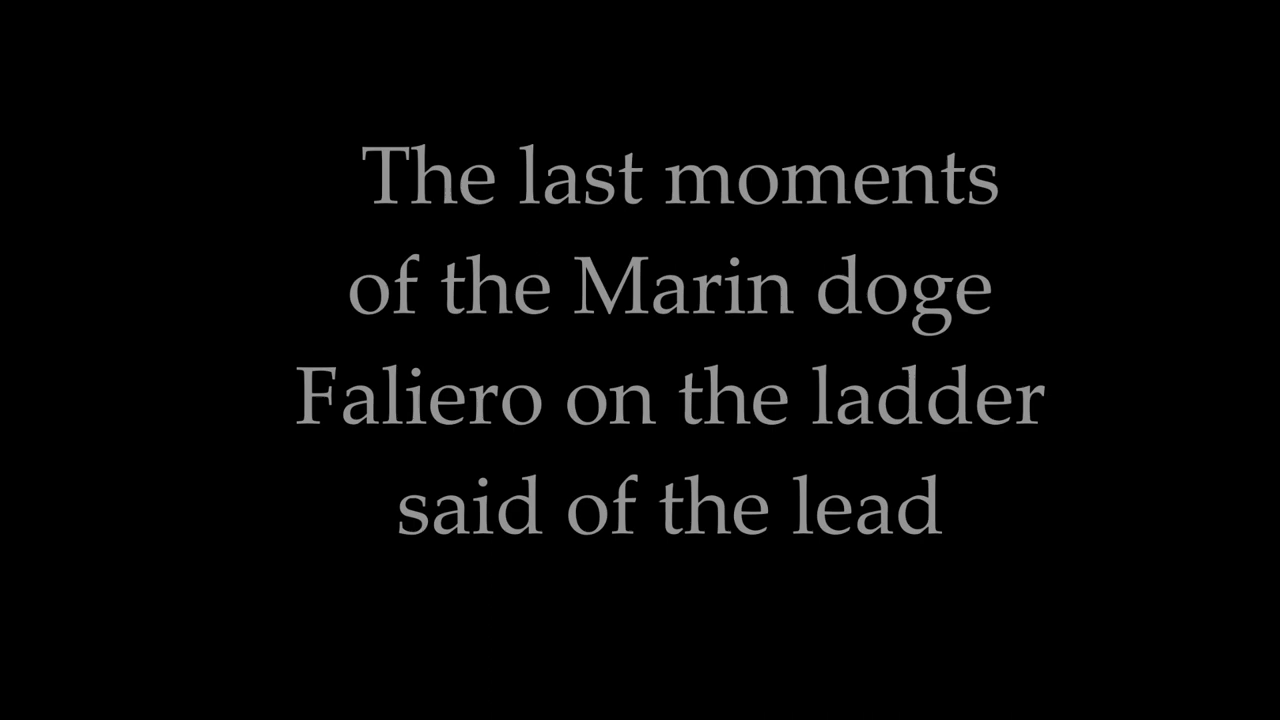 The last moments
of the Marin doge
Faliero on the ladder
said of the lead